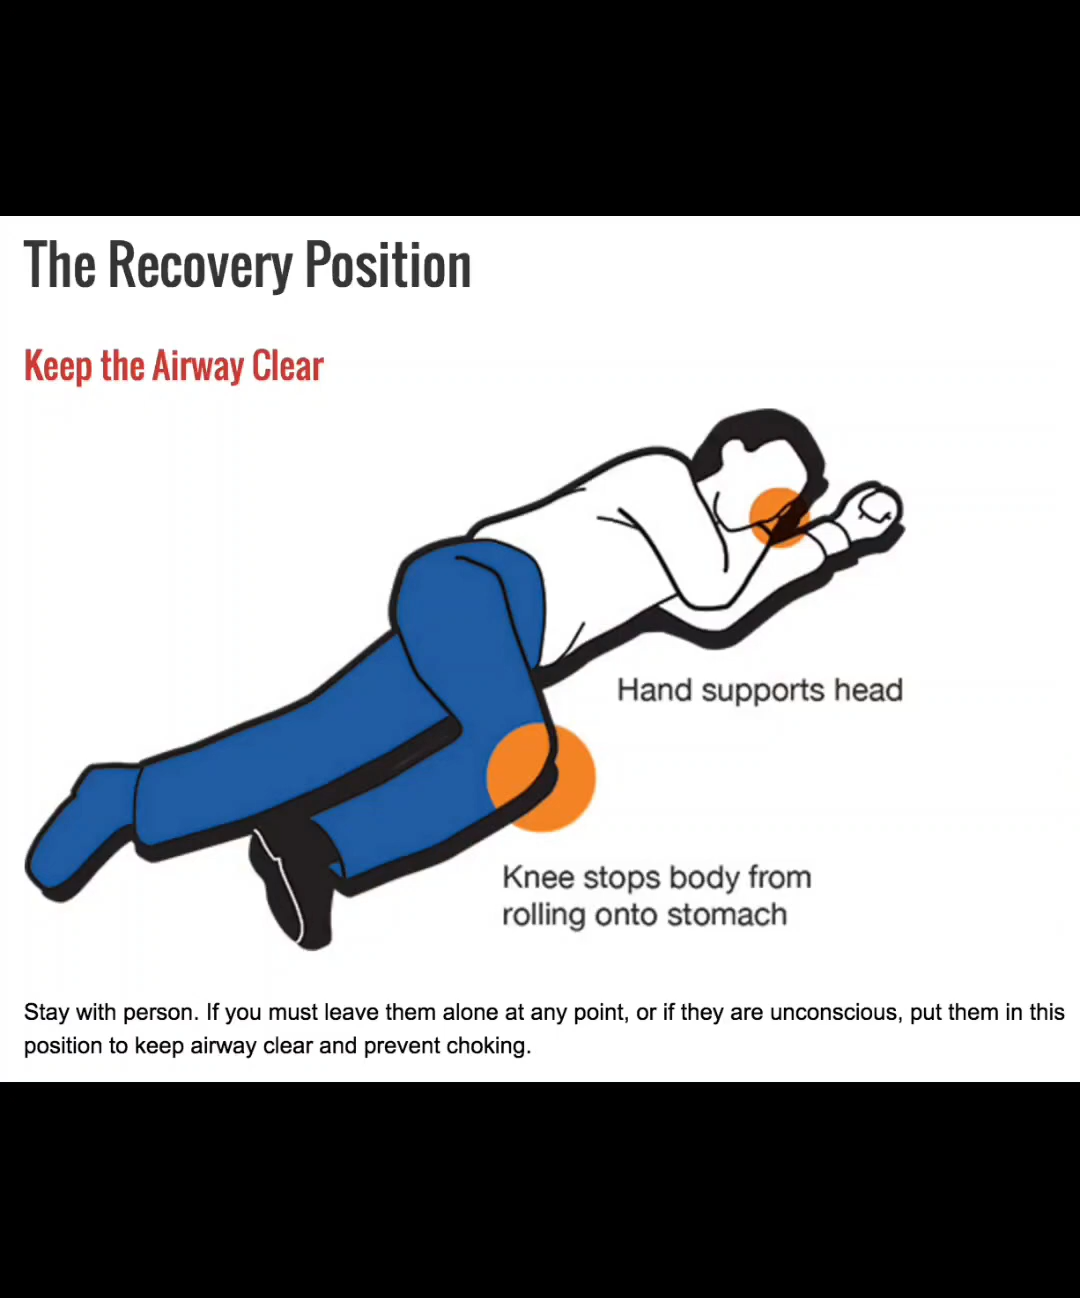 The Recovery Position
Keep the Airway Clear
Hand supports head
Knee stops body from
rolling onto stomach
Stay with person. If you must leave them alone at any point, or if they are unconscious, put them in this
position to keep airway clear and prevent choking.